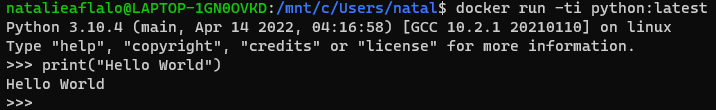 natalieaflalo@LAPTOP-1GN0OVKD:/mnt/c/Users/natal$ docker run -ti python:latest
Python 3.10.4 (main, Apr 14 2022, 04:16:58) [GCC 10.2.1 20210110] on linux
Type "help", "copyright", "credits" or "license" for more information.
>>> print("Hello World")
Hello World
>>>